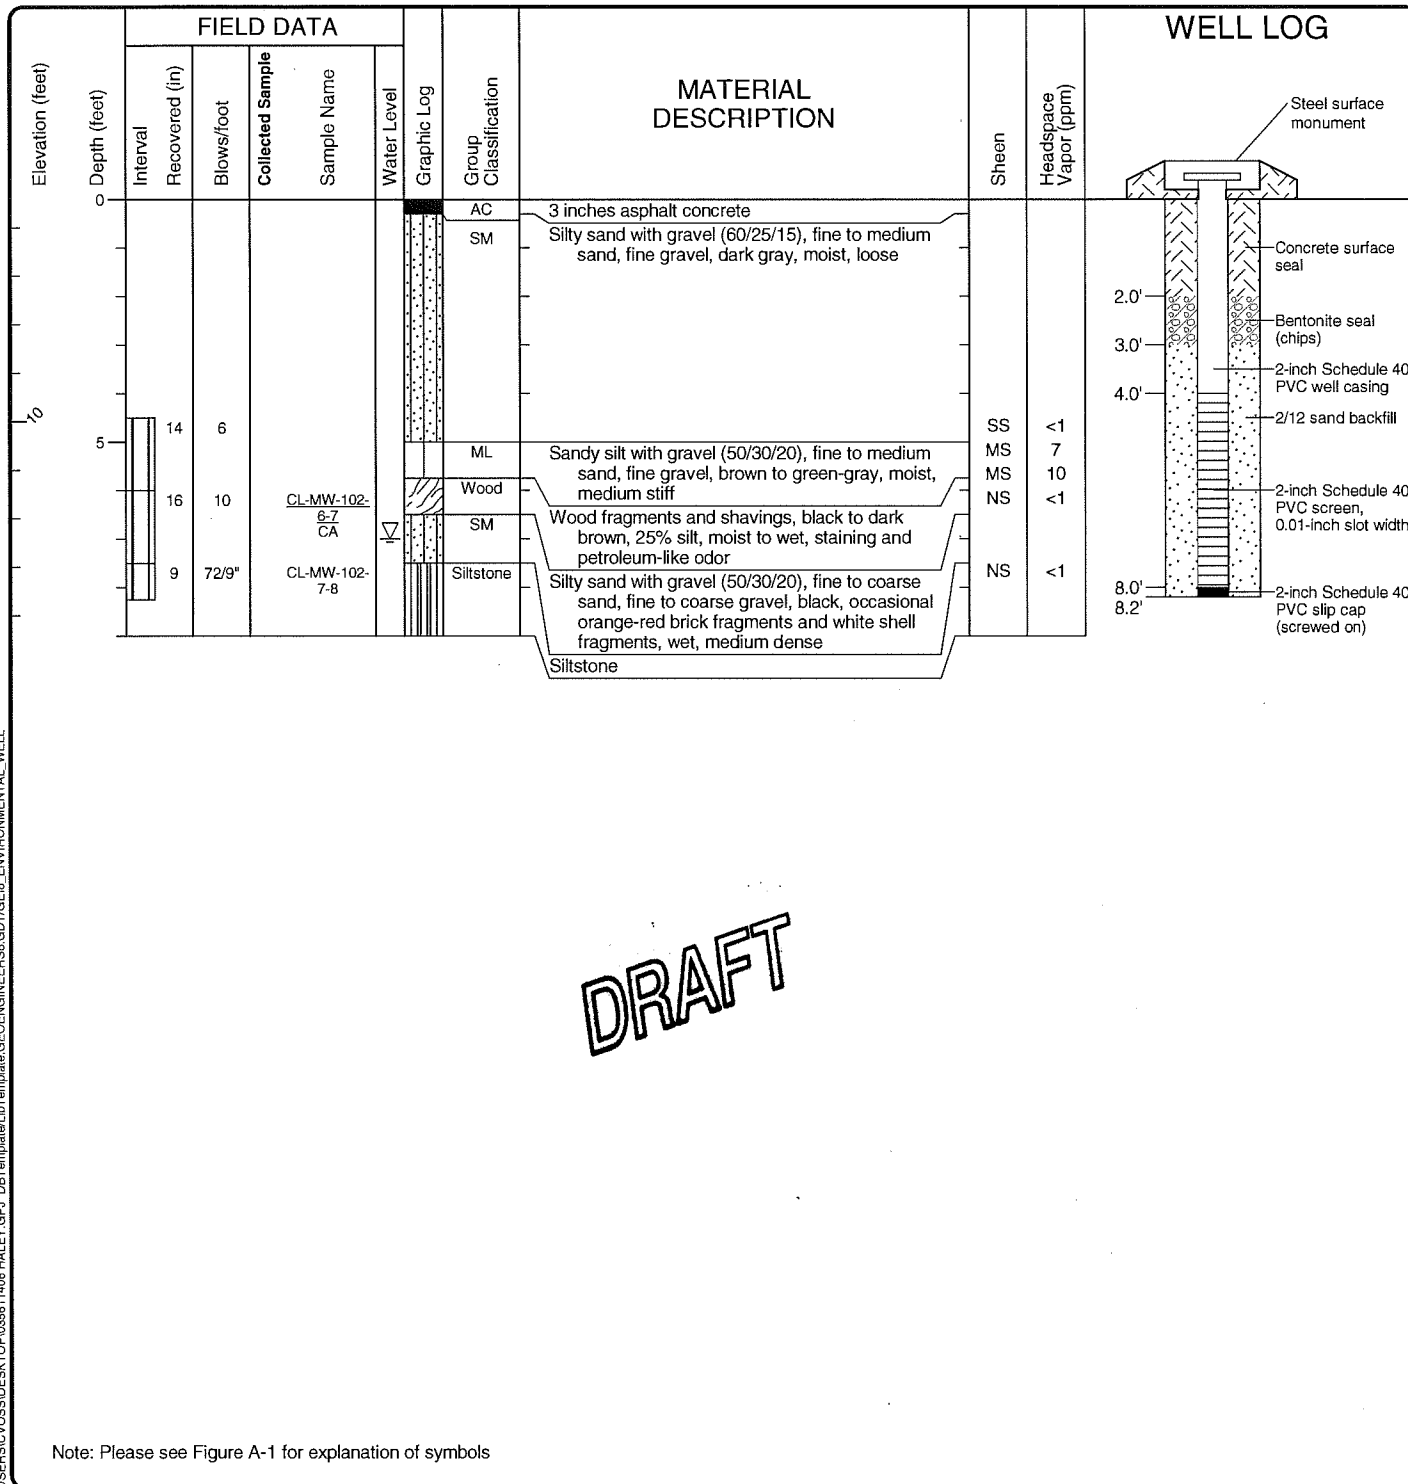 FIELD DATA
WELL LOG
Elevation (feet)
Depth (feet)
Interval
Recovered (in)
Blows/foot
Collected Sample
Sample Name
Water Level
Graphic Log
Group
Classification
MATERIAL
DESCRIPTION
Sheen
Headspace
Vapor (ppm)
Steel surface
monument
0
AC
3 inches asphalt concrete
SM
Silty sand with gravel (60/25/15), fine to medium
sand, fine gravel, dark gray, moist, loose
Concrete surface
seal
2.0'
Bentonite seal
(chips)
3.0'
2-inch Schedule 40
PVC well casing
4.0'
2/12 sand backfill
10
14
6
SS
<1
5
ML
Sandy silt with gravel (50/30/20), fine to medium
sand, fine gravel, brown to green-gray, moist,
medium stiff
MS
7
MS
10
Wood
16
10
CL-MW-102-
6-7
CA
NS
<1
2-inch Schedule 40
PVC screen,
0.01-inch slot width
SM
Wood fragments and shavings, black to dark
brown, 25% silt, moist to wet, staining and
petroleum-like odor
9
72/9"
CL-MW-102-
7-8
Siltstone
Silty sand with gravel (50/30/20), fine to coarse
sand, fine to coarse gravel, black, occasional
orange-red brick fragments and white shell
fragments, wet, medium dense
NS
<1
8.0'
8.2'
2-inch Schedule 40
PVC slip cap
(screwed on)
Siltstone
DRAFT
Note: Please see Figure A-1 for explanation of symbols